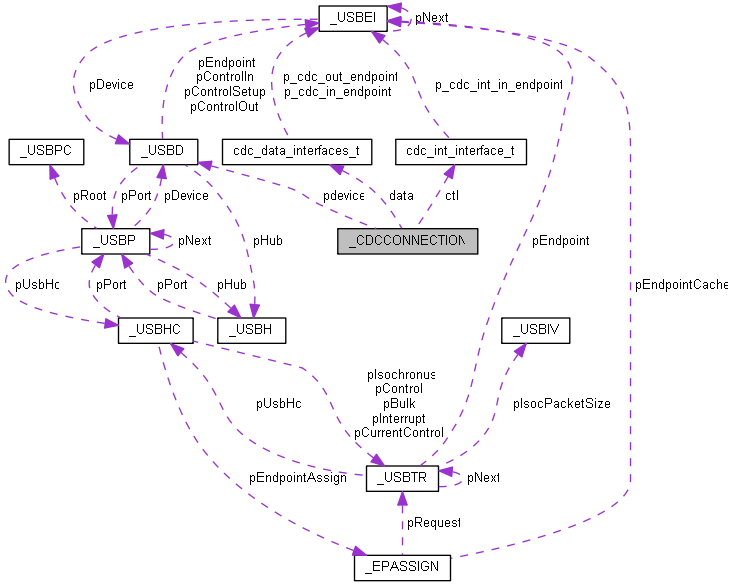 _USBEI
pNext
pEndpoint
pControlIn
pControlSetup
pControlOut
pDevice
p_cdc_out_endpoint
p_cdc_in_endpoint
p_cdc_int_in_endpoint
_USBPC
_USBD
cdc_data_interfaces_t
cdc_int_interface_t
pRoot
pPort
pDevice
pdevice
data
ctl
_USBP
pNext
pHub
_CDCCONNECTION
pEndpoint
pUsbHc
pPort
pPort
pHub
pEndpointCache
_USBHC
_USBH
_USBIV
pIsochronus
pControl
pBulk
pInterrupt
pCurrentControl
pUsbHc
pIsocPacketSize
pEndpointAssign
_USBTR
pNext
pRequest
_EPASSIGN